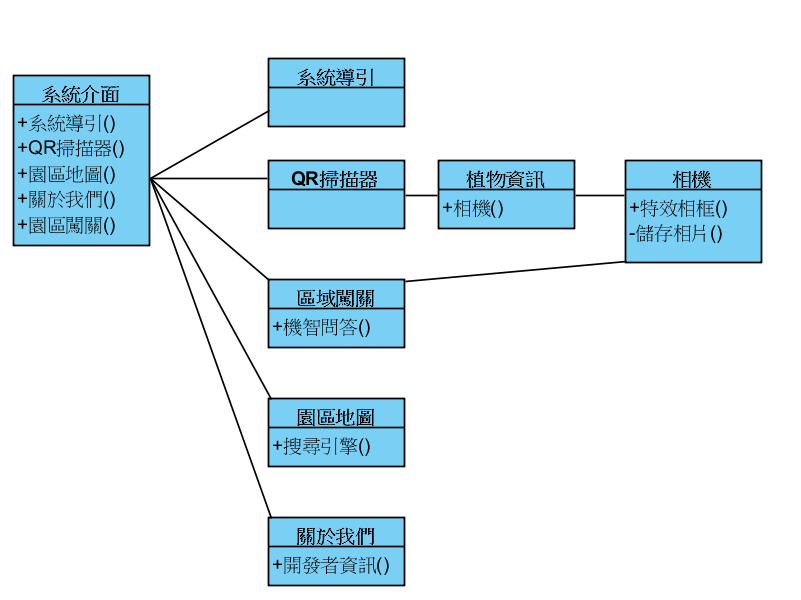 系統介面
+系統導引()
+QR掃描器()
+園區地圖()
+關於我們()
+園區闖關()
系統導引
QR掃描器
植物資訊
+相機()
相機
+特效相框()
-儲存相片()
區域闖關
+機智問答()
園區地圖
+搜尋引擎()
關於我們
+開發者資訊()